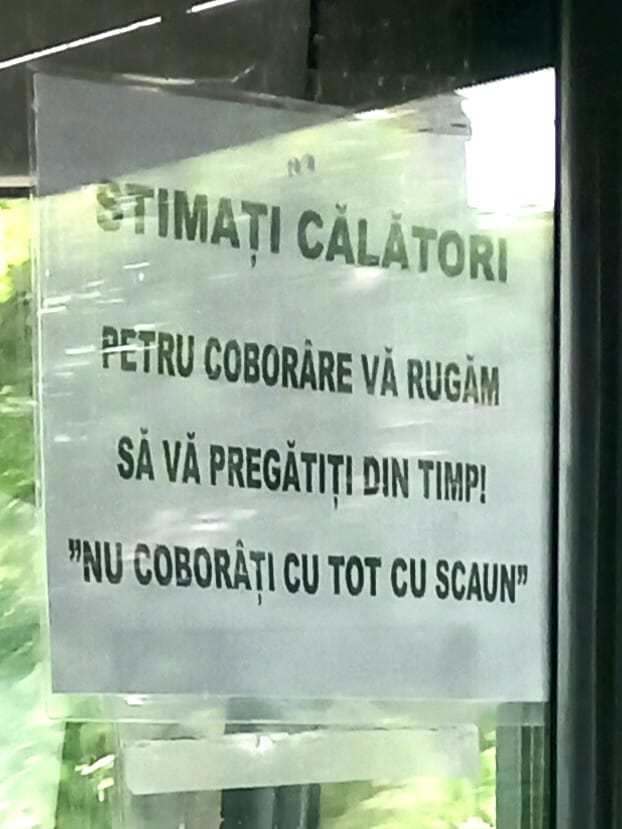 STIMAȚI CĂLĂTORI
PETRU COBORÂRE VĂ RUGĂM
SĂ VĂ PREGĂTIȚI DIN TIMP!
"NU COBORÂȚI CU TOT CU SCAUN"